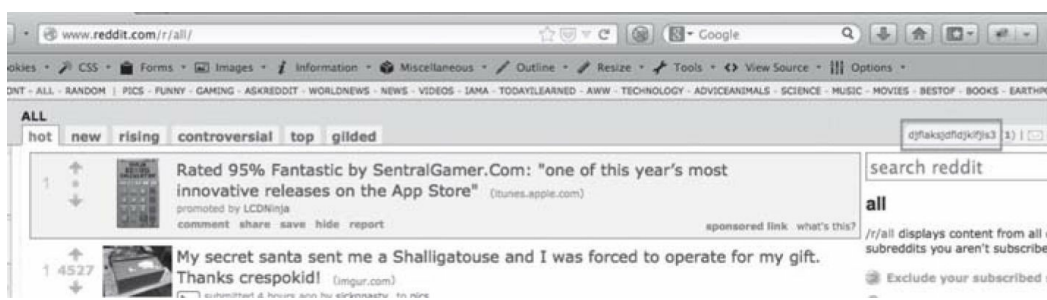 www.reddit.com/r/all/
Google
okies CSS Forms Images Information Miscellaneous Outline Resize Tools View Source Options
ONT - ALL - RANDOM | PICS - FUNNY - GAMING - ASKREDDIT - WORLDNEWS - NEWS - VIDEOS - IAMA - TODAYILEARNED - AWW - TECHNOLOGY - ADVICEANIMALS - SCIENCE - MUSIC - MOVIES - BESTOF - BOOKS - EARTHP
ALL
hot new rising controversial top gilded
(1) |
search reddit
1
Rated 95% Fantastic by SentralGamer.Com: "one of this year's most
innovative releases on the App Store" (itunes.apple.com)
promoted by LCDNinja
comment share save hide report
sponsored link what's this?
all
/r/all displays content from all
subreddits you aren't subscribe
Exclude your subscribed
1 4527
My secret santa sent me a Shalligatouse and I was forced to operate for my gift.
Thanks crespokid! (imgur.com)
submitted 4 hours ago by sicknnasty to pics